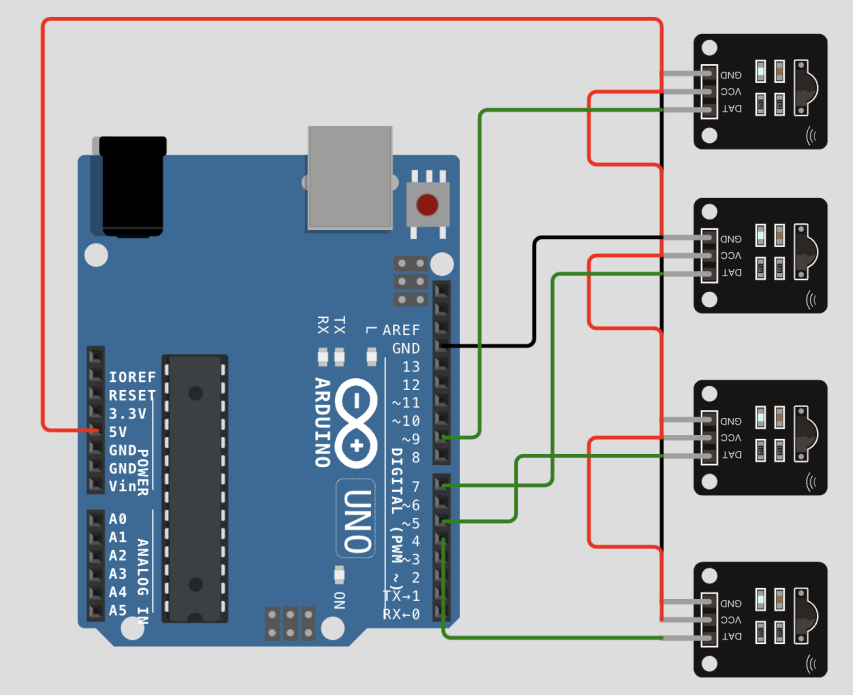 RX
TX
L
AREF
GND
13
12
~11
~10
~9
8
7
~6
~5
4
~3
2
TX→1
RX←0
DIGITAL (PWM ~)
ARDUINO
UNO
ON
IOREF
RESET
3.3V
5V
GND
GND
Vin
POWER
A0
A1
A2
A3
A4
A5
ANALOG IN
GND
VCC
DAT
GND
VCC
DAT
GND
VCC
DAT
GND
VCC
DAT